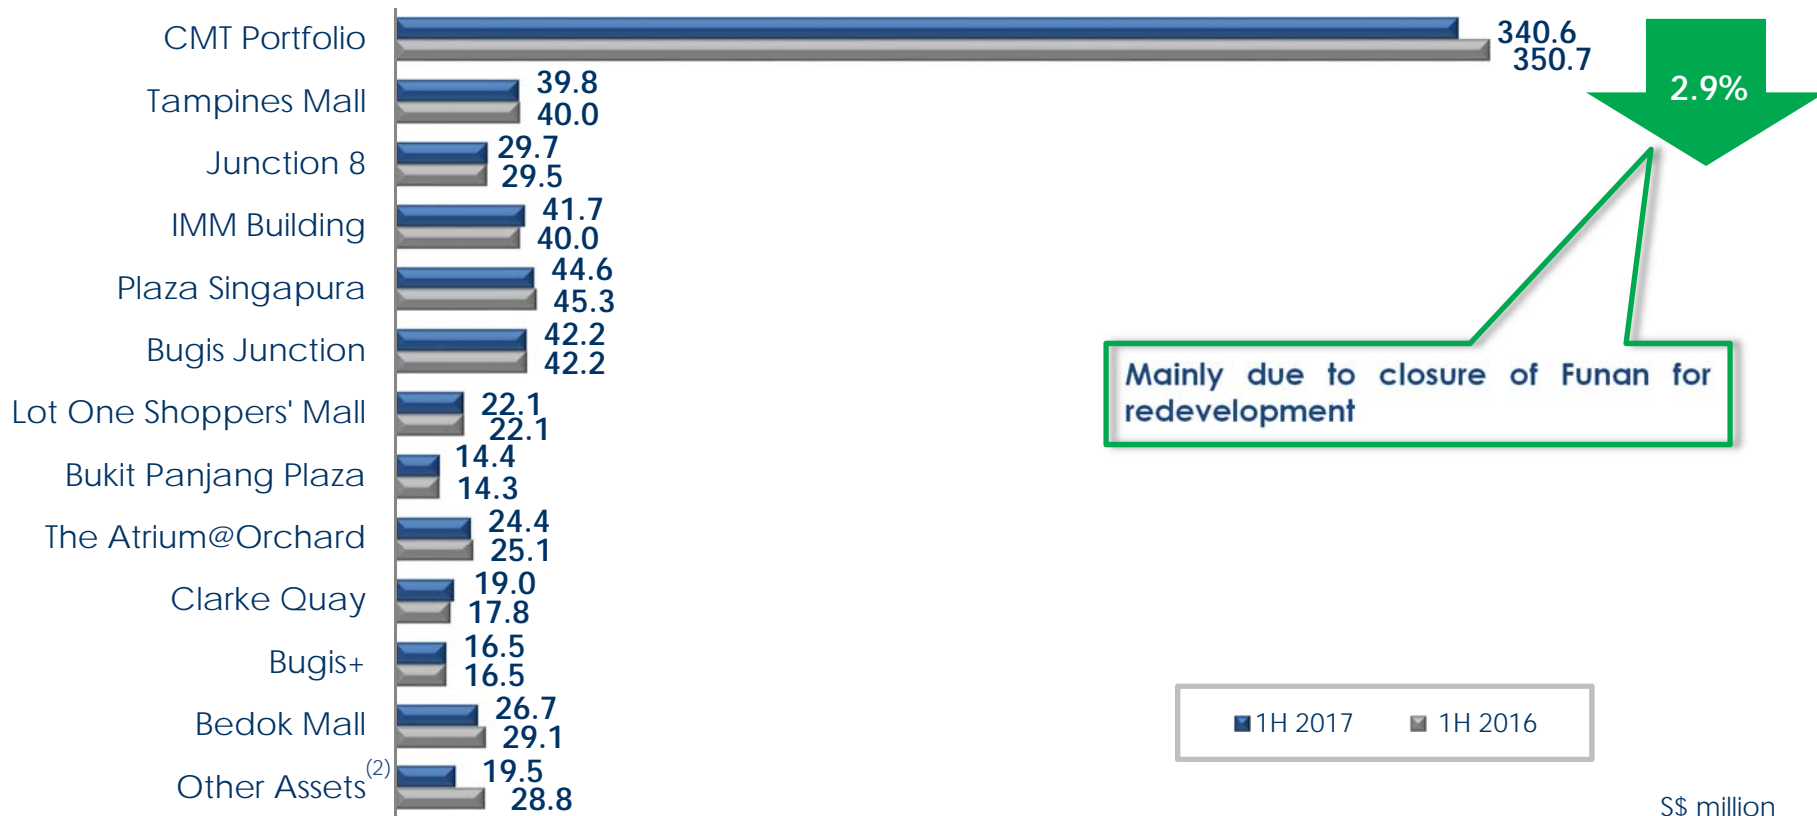 CMT Portfolio 340.6
350.7
2.9%
Tampines Mall 39.8
40.0
Junction 8 29.7
29.5
IMM Building 41.7
40.0
Plaza Singapura 44.6
45.3
Bugis Junction 42.2
42.2
Mainly due to closure of Funan for
redevelopment
Lot One Shoppers' Mall 22.1
22.1
Bukit Panjang Plaza 14.4
14.3
The Atrium@Orchard 24.4
25.1
Clarke Quay 19.0
17.8
Bugis+ 16.5
16.5
Bedok Mall 26.7
29.1
1H 2017 1H 2016
Other Assets(2) 19.5
28.8
S$ million